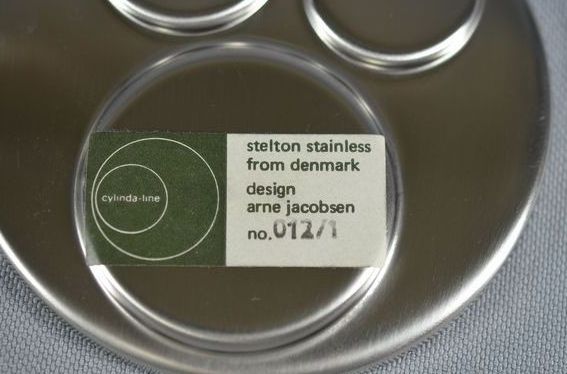 cylinda-line
stelton stainless
from denmark
design
arne jacobsen
no. 012/1